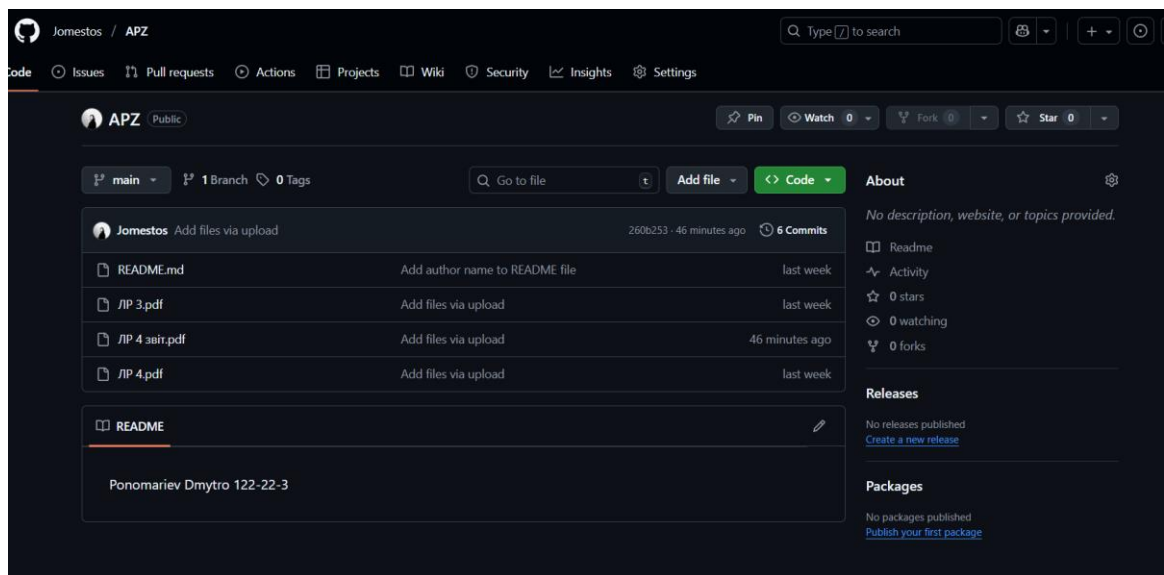 Jomestos / APZ
Type / to search
Code Issues Pull requests Actions Projects Wiki Security Insights Settings
APZ Public
Pin Watch 0 Fork 0 Star 0
main 1 Branch 0 Tags
Go to file t Add file <> Code
About
No description, website, or topics provided.
Jomestos Add files via upload 260b253 · 46 minutes ago 6 Commits
Readme
README.md Add author name to README file last week
Activity
ЛР 3.pdf Add files via upload last week
0 stars
0 watching
ЛР 4 звіт.pdf Add files via upload 46 minutes ago
0 forks
ЛР 4.pdf Add files via upload last week
Releases
No releases published
Create a new release
README
Ponomariev Dmytro 122-22-3
Packages
No packages published
Publish your first package